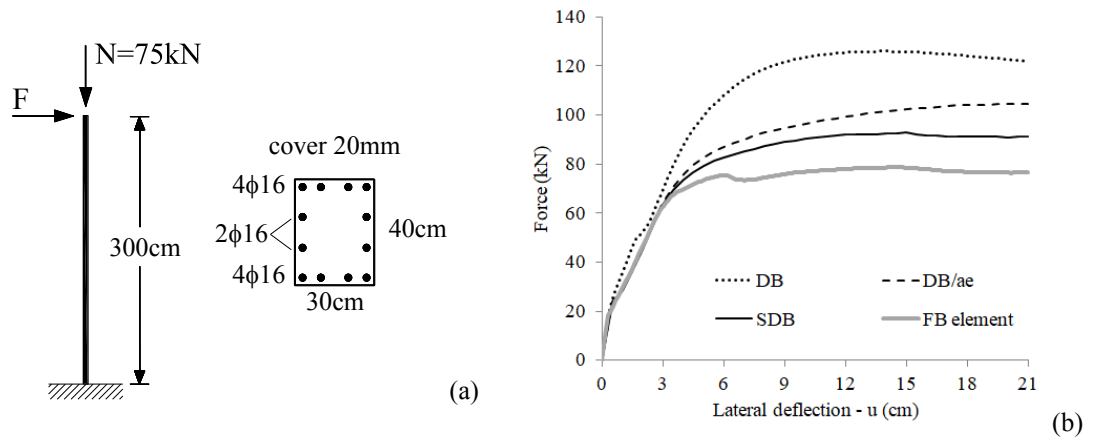 N=75kN
F
300cm
cover 20mm
4ϕ16
2ϕ16
4ϕ16
40cm
30cm
(a)
140
120
100
80
60
40
20
0
Force (kN)
DB
DB/ae
SDB
FB element
0 3 6 9 12 15 18 21
Lateral deflection - u (cm)
(b)